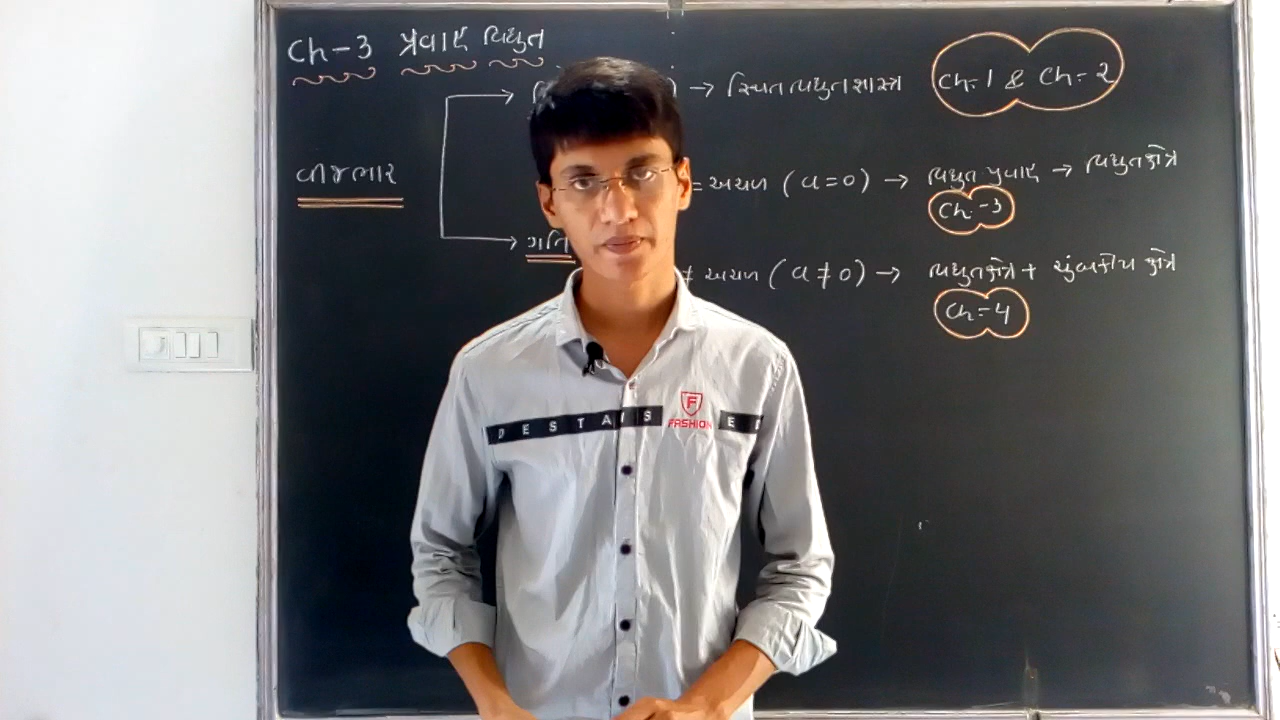 Ch-3 પ્રવાહ વિદ્યુત
→ સ્થિત વિદ્યુતશાસ્ત્ર Ch-1 & Ch-2
વીજભાર
= અચળ (a=0) → વિદ્યુત પ્રવાહ → વિદ્યુતક્ષેત્ર
Ch-3
ગતિ
≠ અચળ (a≠0) → વિદ્યુતક્ષેત્ર + ચુંબકીય ક્ષેત્ર
Ch-4
DESTAIS
F
FASHION
E